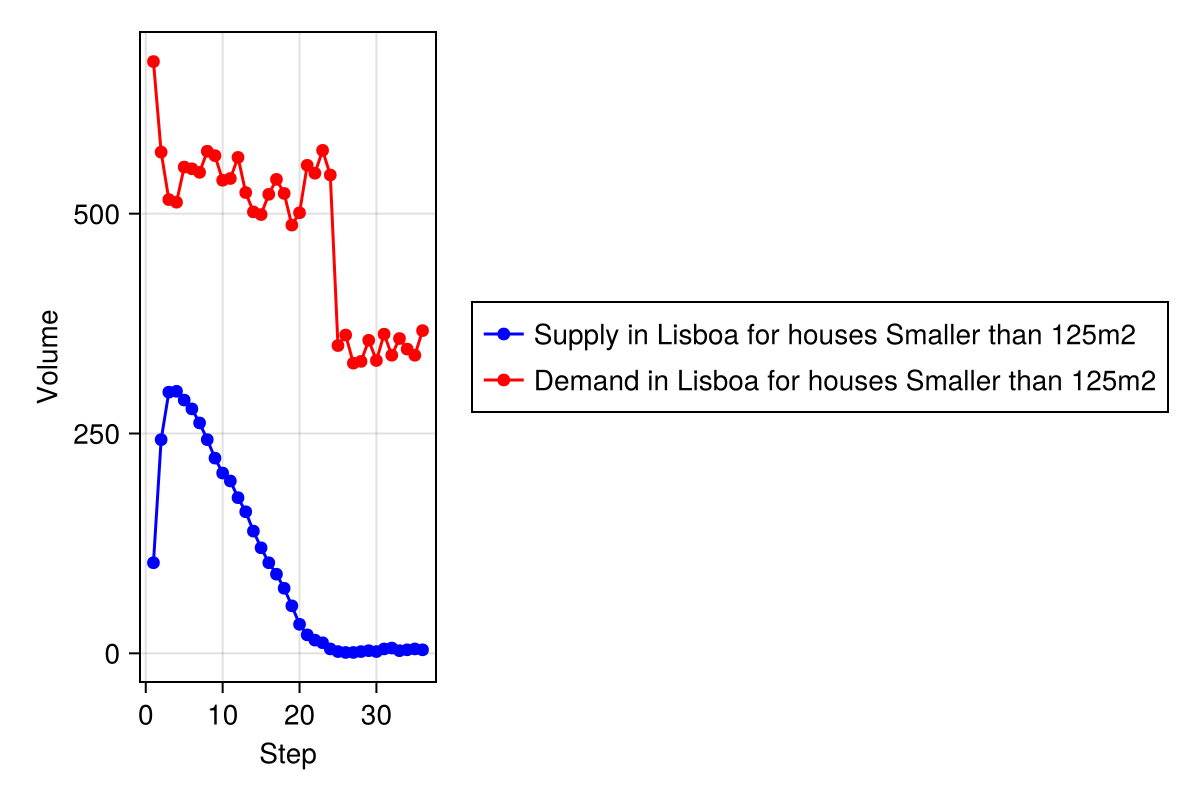 Volume
500
250
0
0 10 20 30
Step
Supply in Lisboa for houses Smaller than 125m2
Demand in Lisboa for houses Smaller than 125m2